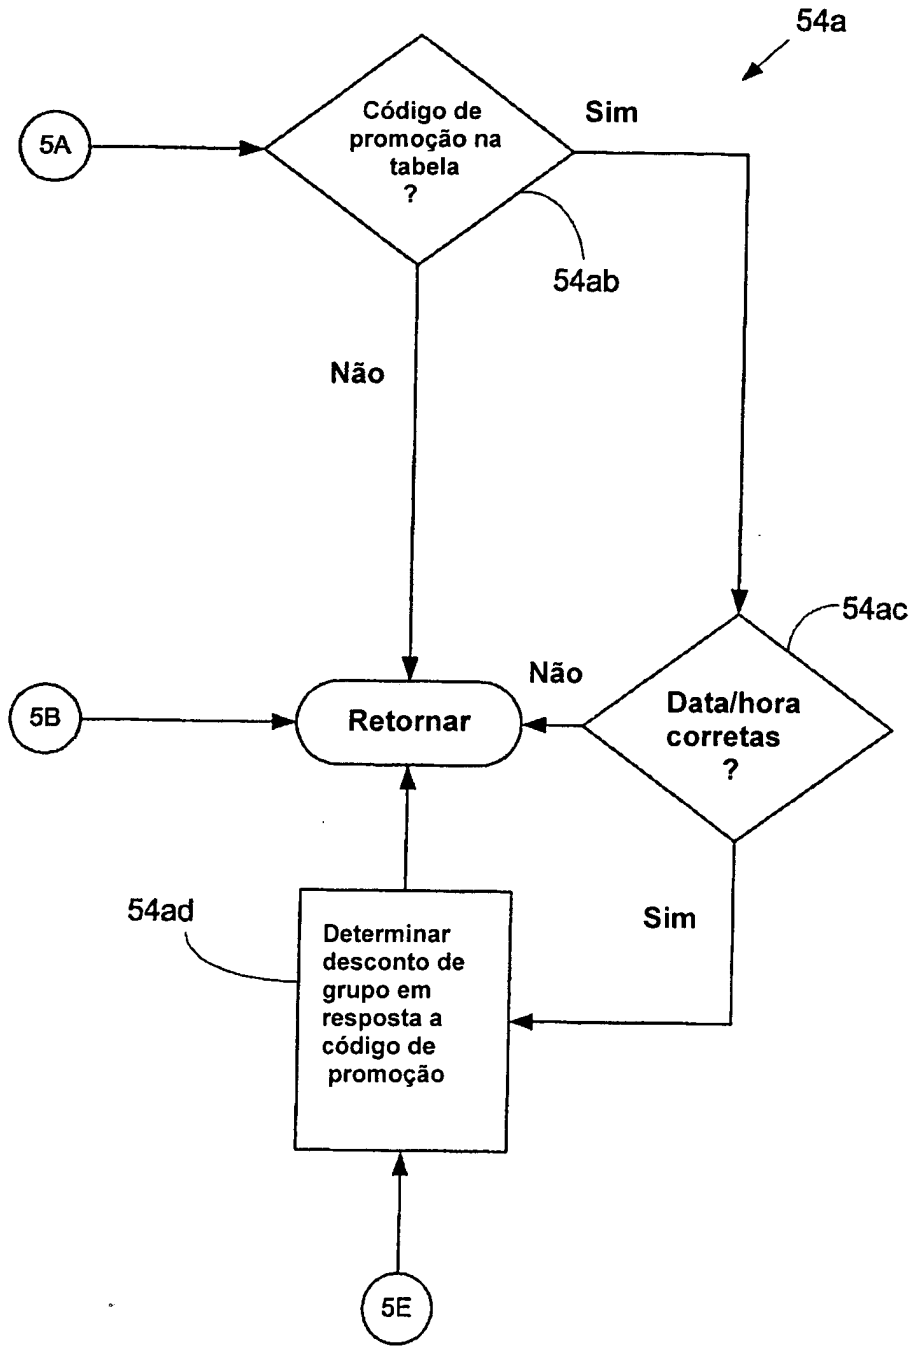 54a
Código de
promoção na
tabela
?
Sim
5A
54ab
Não
54ac
Não
Data/hora
corretas
?
5B
Retornar
54ad
Sim
Determinar
desconto de
grupo em
resposta a
código de
promoção
5E